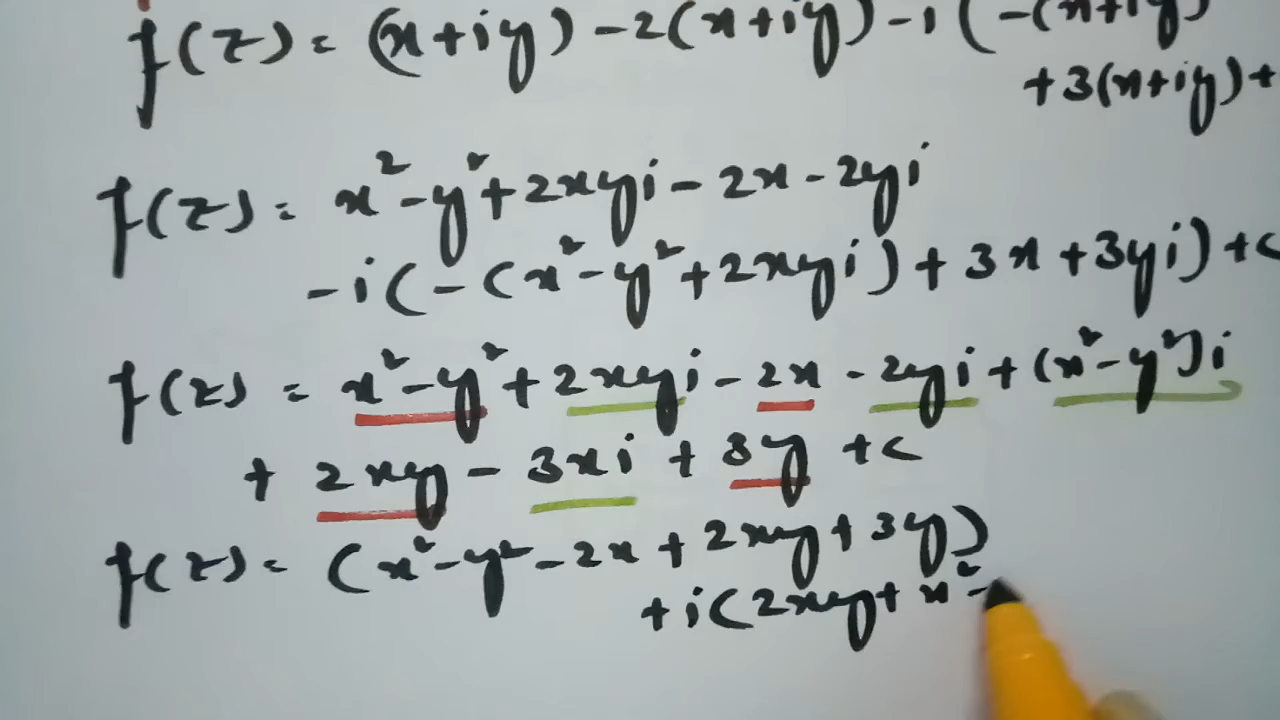 f(z) = (x+iy) - 2(x+iy) - i(-(x+iy)
+ 3(x+iy) +
f(z) = x² - y² + 2xyi - 2x - 2yi
- i(-(x² - y² + 2xyi) + 3x + 3yi) + c
f(z) = x² - y² + 2xyi - 2x - 2yi + (x² - y²)i
+ 2xy - 3xi + 3y + c
f(z) = (x² - y² - 2x + 2xy + 3y)
+ i(2xy + x² -